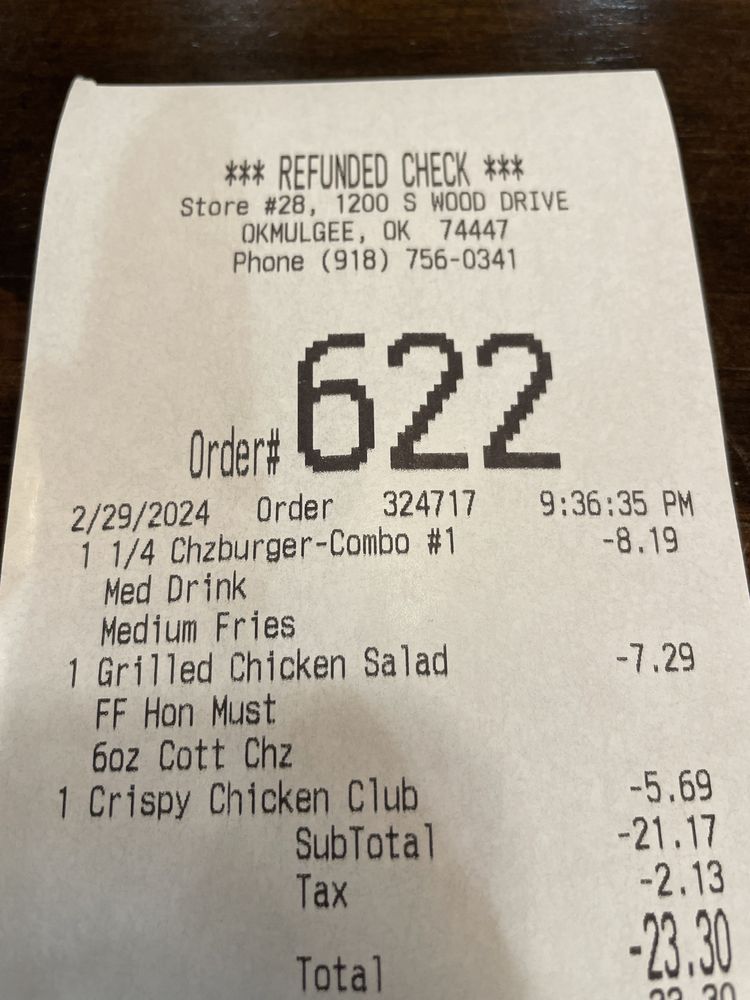 *** REFUNDED CHECK ***
Store #28, 1200 S WOOD DRIVE
OKMULGEE, OK 74447
Phone (918) 756-0341
Order# 622
2/29/2024 Order 324717 9:36:35 PM
1 1/4 Chzburger-Combo #1 -8.19
Med Drink
Medium Fries
1 Grilled Chicken Salad -7.29
FF Hon Must
6oz Cott Chz
1 Crispy Chicken Club -5.69
SubTotal -21.17
Tax -2.13
Total -23.30